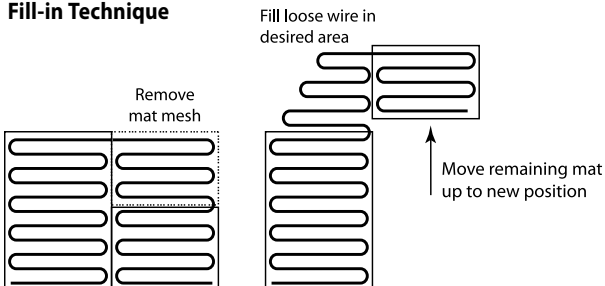 Fill-in Technique
Fill loose wire in
desired area
Remove
mat mesh
Move remaining mat
up to new position